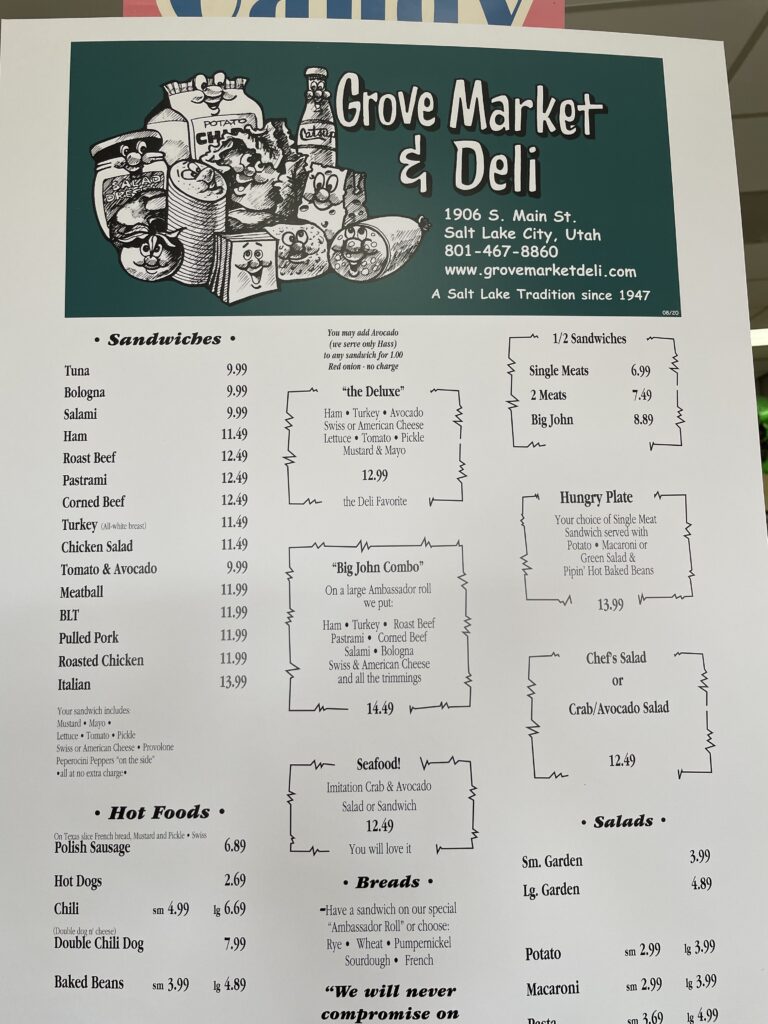 Candy
POTATO
CHIPS
Catsup
SALAD
Grove Market
& Deli
1906 S. Main St.
Salt Lake City, Utah
801-467-8860
www.grovemarketdeli.com
A Salt Lake Tradition since 1947
08/20
• Sandwiches •
Tuna 9.99
Bologna 9.99
Salami 9.99
Ham 11.49
Roast Beef 12.49
Pastrami 12.49
Corned Beef 12.49
Turkey (All-white breast) 11.49
Chicken Salad 11.49
Tomato & Avocado 9.99
Meatball 11.99
BLT 11.99
Pulled Pork 11.99
Roasted Chicken 11.99
Italian 13.99
Your sandwich includes:
Mustard • Mayo •
Lettuce • Tomato • Pickle
Swiss or American Cheese • Provolone
Peperocini Peppers "on the side"
•all at no extra charge•
• Hot Foods •
On Texas slice French bread, Mustard and Pickle • Swiss
Polish Sausage 6.89
Hot Dogs 2.69
Chili sm 4.99 lg 6.69
(Double dog n' cheese)
Double Chili Dog 7.99
Baked Beans sm 3.99 lg 4.89
You may add Avocado
(we serve only Hass)
to any sandwich for 1.00
Red onion - no charge
"the Deluxe"
Ham • Turkey • Avocado
Swiss or American Cheese
Lettuce • Tomato • Pickle
Mustard & Mayo
12.99
the Deli Favorite
"Big John Combo"
On a large Ambassador roll
we put:
Ham • Turkey • Roast Beef
Pastrami • Corned Beef
Salami • Bologna
Swiss & American Cheese
and all the trimmings
14.49
Seafood!
Imitation Crab & Avocado
Salad or Sandwich
12.49
You will love it
• Breads •
-Have a sandwich on our special
"Ambassador Roll" or choose:
Rye • Wheat • Pumpernickel
Sourdough • French
"We will never
compromise on
1/2 Sandwiches
Single Meats 6.99
2 Meats 7.49
Big John 8.89
Hungry Plate
Your choice of Single Meat
Sandwich served with
Potato • Macaroni or
Green Salad &
Pipin' Hot Baked Beans
13.99
Chef's Salad
or
Crab/Avocado Salad
12.49
• Salads •
Sm. Garden 3.99
Lg. Garden 4.89
Potato sm 2.99 lg 3.99
Macaroni sm 2.99 lg 3.99
Pasta sm 3.69 lg 4.99